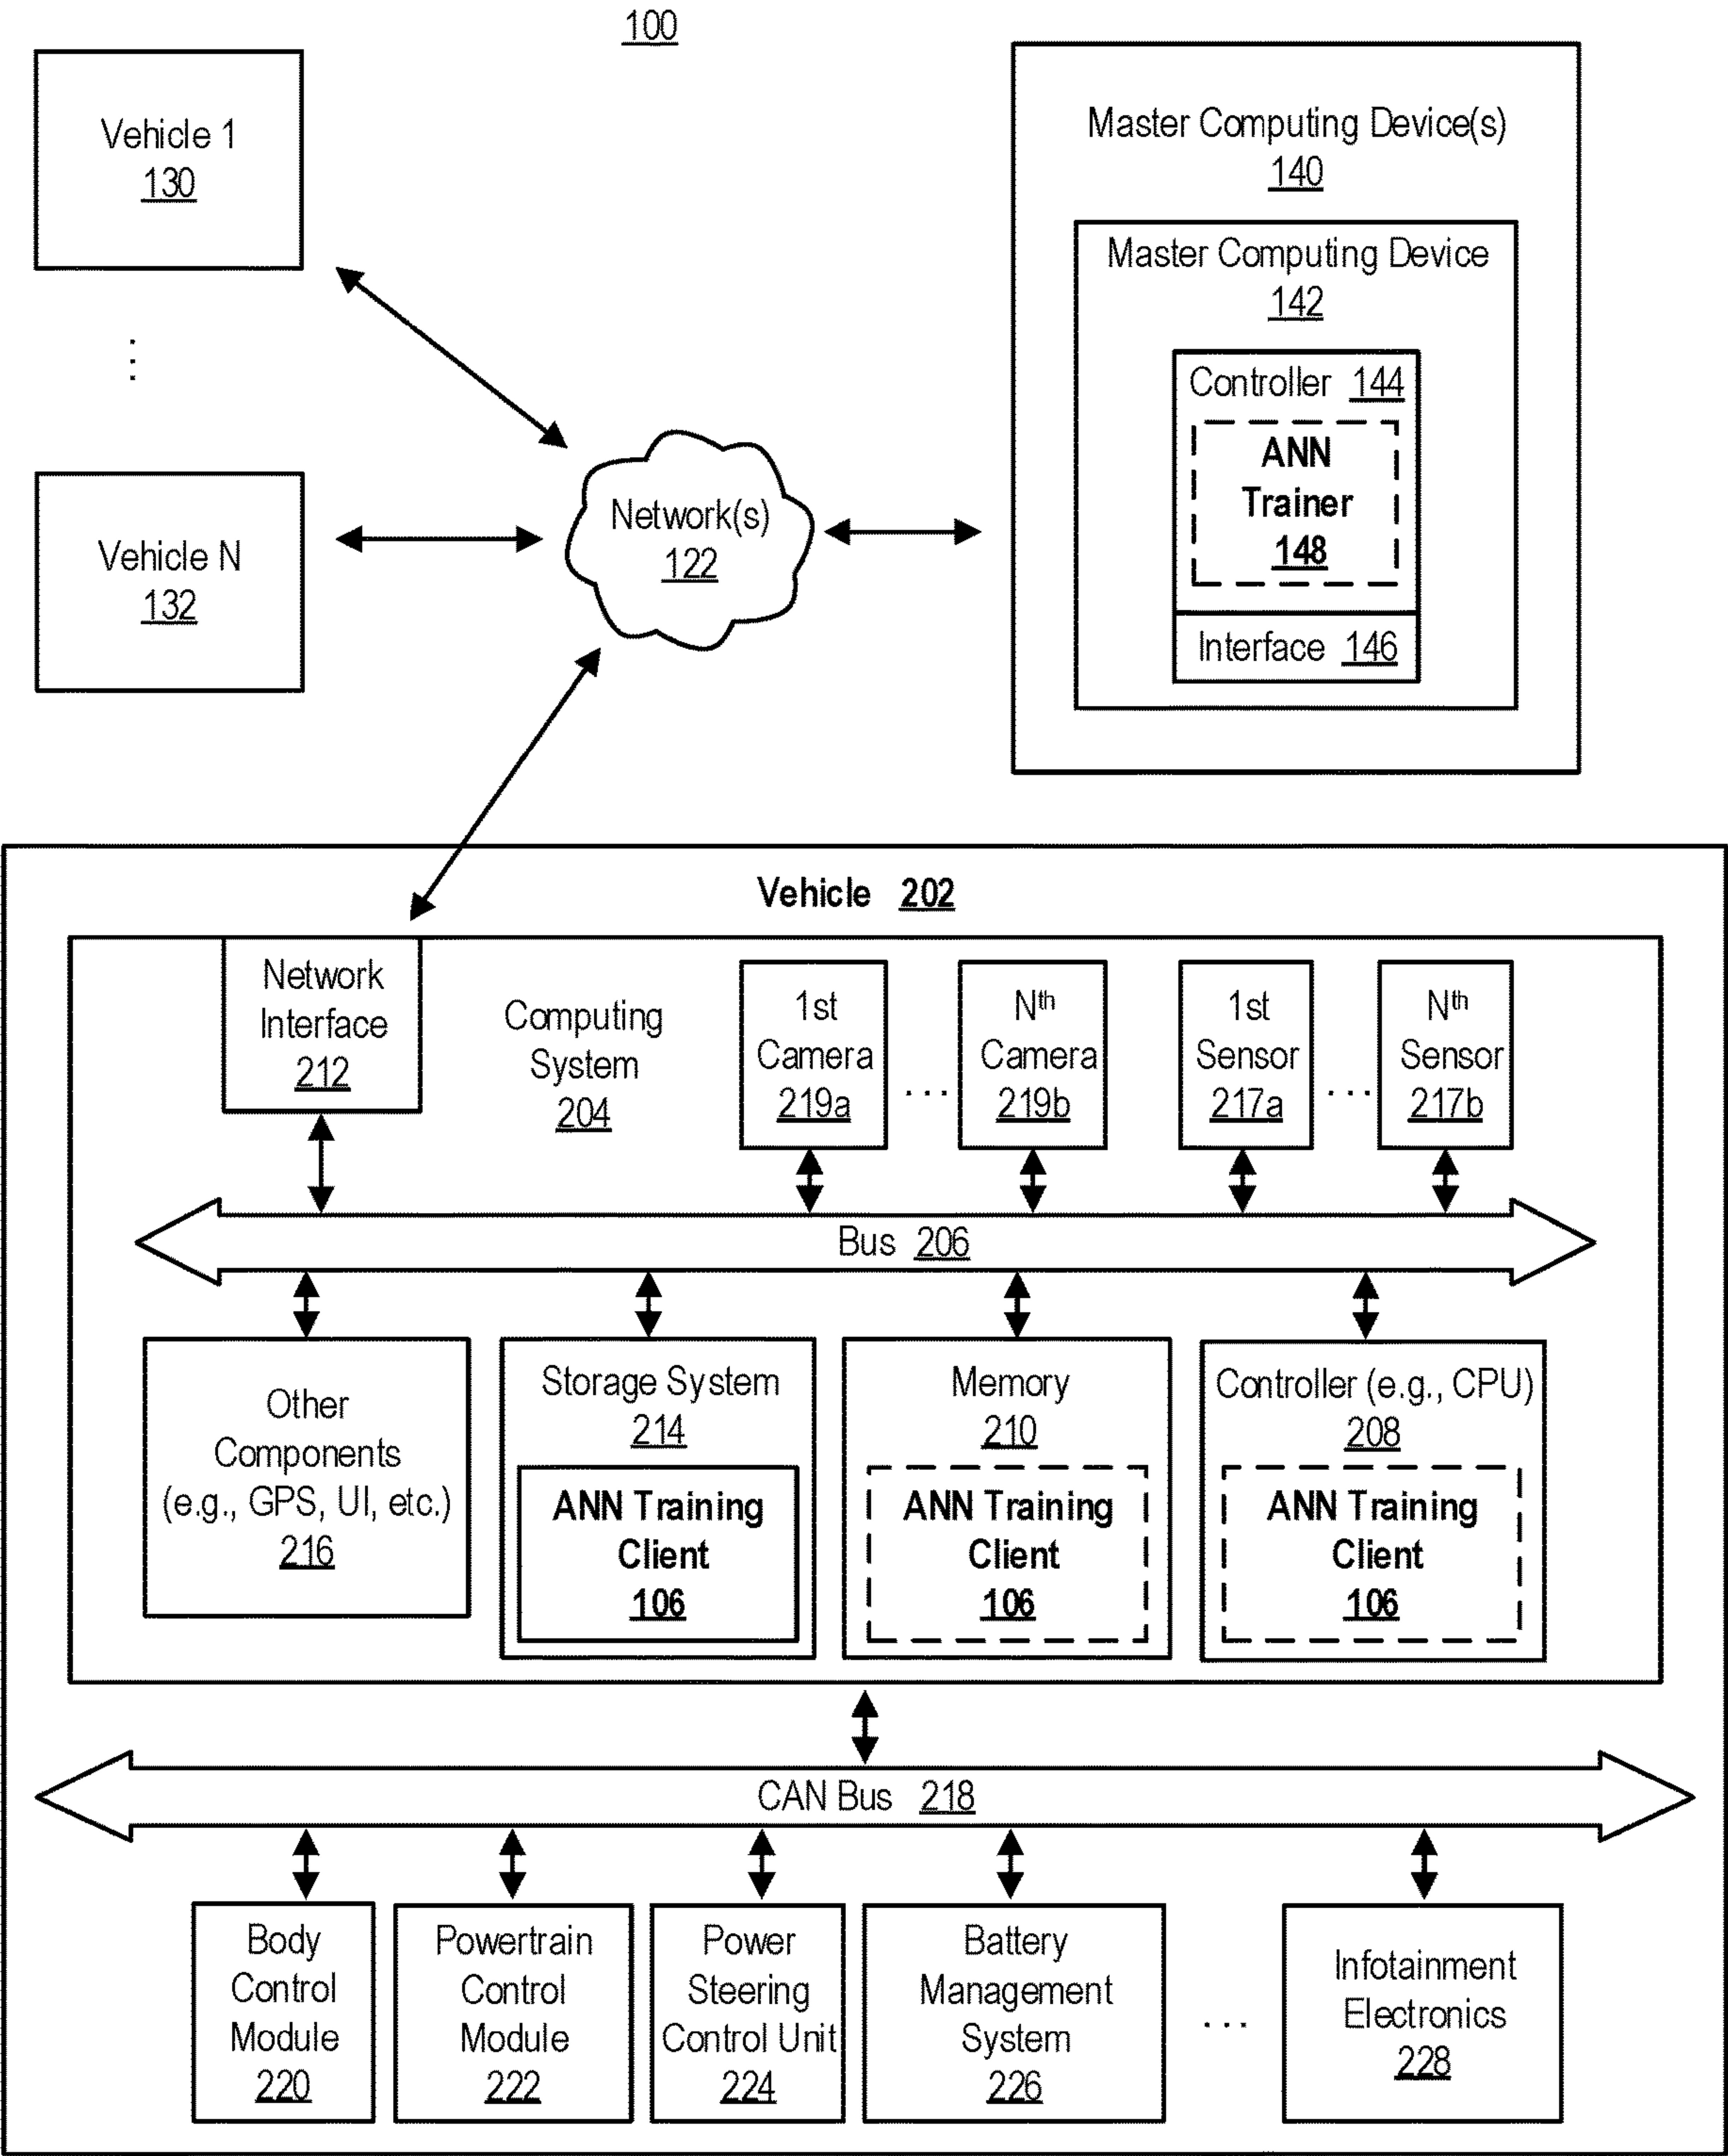 100
Vehicle 1
130
⋮
Vehicle N
132
Network(s)
122
Master Computing Device(s)
140
Master Computing Device
142
Controller 144
ANN
Trainer
148
Interface 146
Vehicle 202
Network
Interface
212
Computing
System
204
1st
Camera
219a
...
Nth
Camera
219b
1st
Sensor
217a
...
Nth
Sensor
217b
Bus 206
Other
Components
(e.g., GPS, UI, etc.)
216
Storage System
214
ANN Training
Client
106
Memory
210
ANN Training
Client
106
Controller (e.g., CPU)
208
ANN Training
Client
106
CAN Bus 218
Body
Control
Module
220
Powertrain
Control
Module
222
Power
Steering
Control Unit
224
Battery
Management
System
226
...
Infotainment
Electronics
228